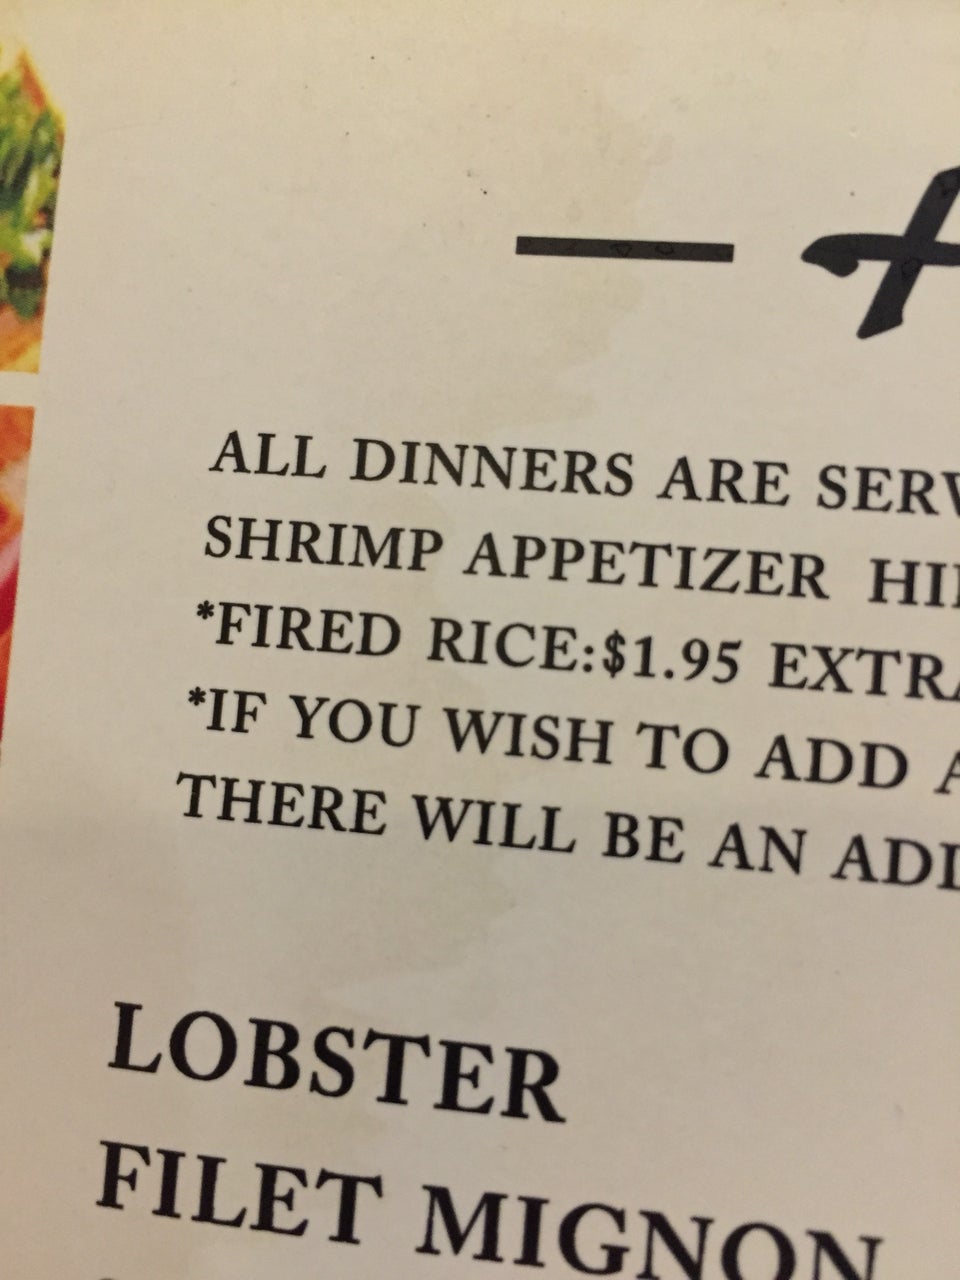 ALL DINNERS ARE
SHRIMP APPETIZER
*FIRED RICE:$1.95
*IF YOU WISH TO ADD
THERE WILL BE AN
LOBSTER
FILET MIGNON